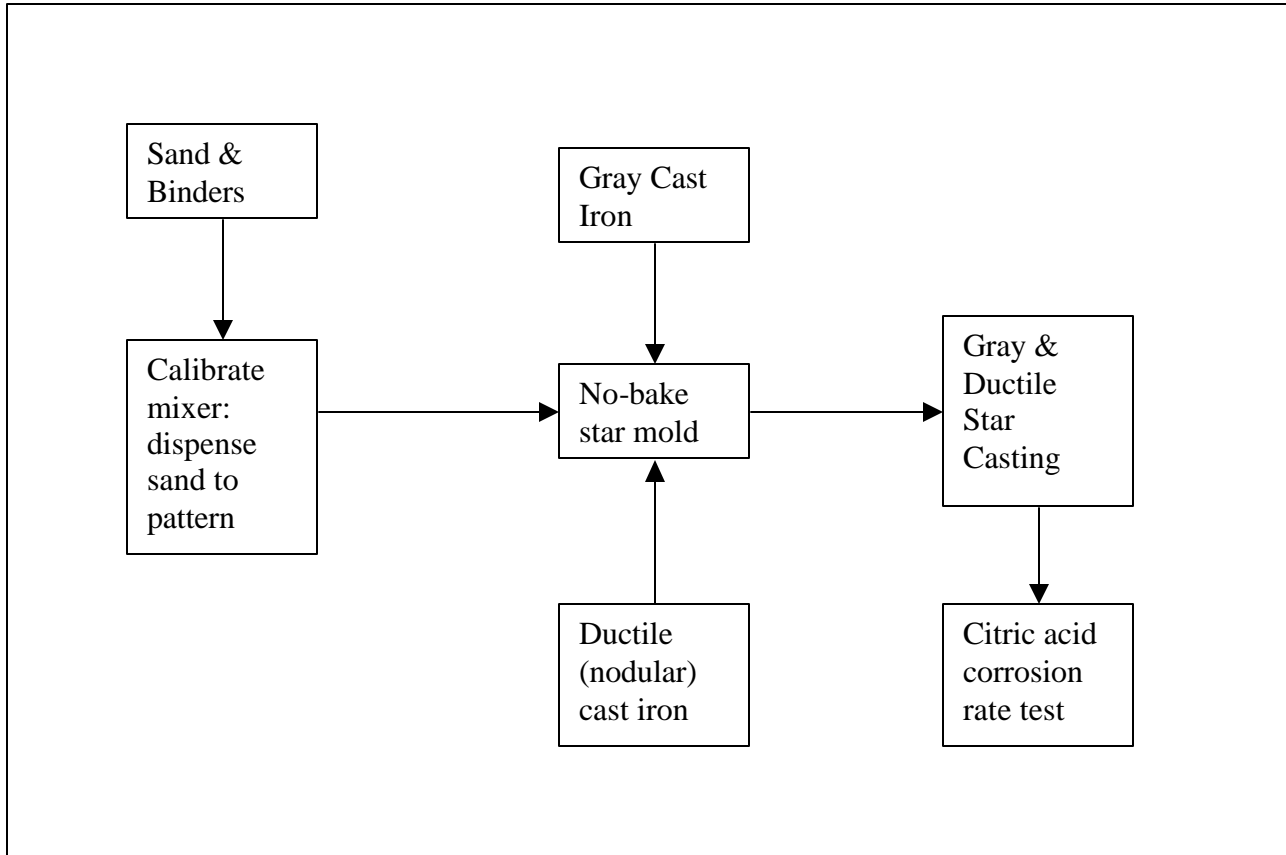 Sand &
Binders
Calibrate
mixer:
dispense
sand to
pattern
Gray Cast
Iron
No-bake
star mold
Ductile
(nodular)
cast iron
Gray &
Ductile
Star
Casting
Citric acid
corrosion
rate test